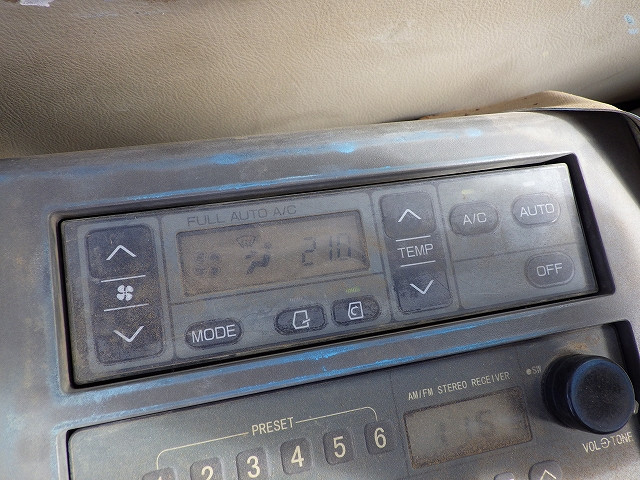 FULL AUTO A/C
21.0
TEMP
A/C
AUTO
OFF
MODE
AM/FM STEREO RECEIVER
SW
PRESET
1 2 3 4 5 6
VOL TONE